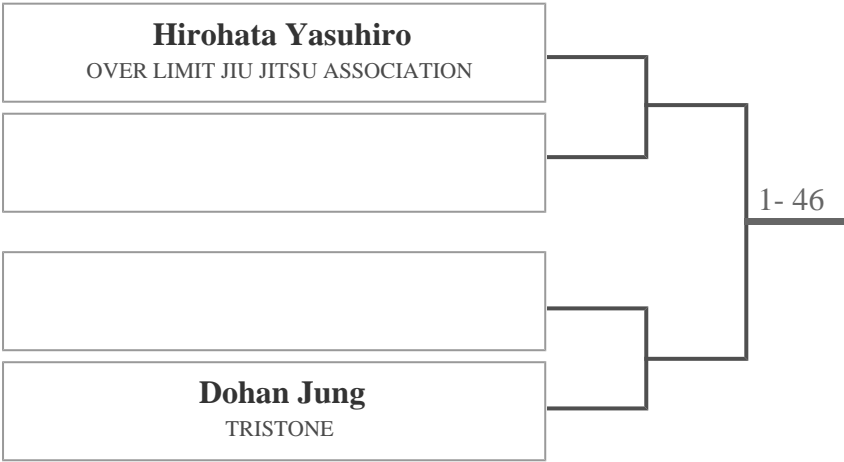 Hirohata Yasuhiro
OVER LIMIT JIU JITSU ASSOCIATION
1- 46
Dohan Jung
TRISTONE